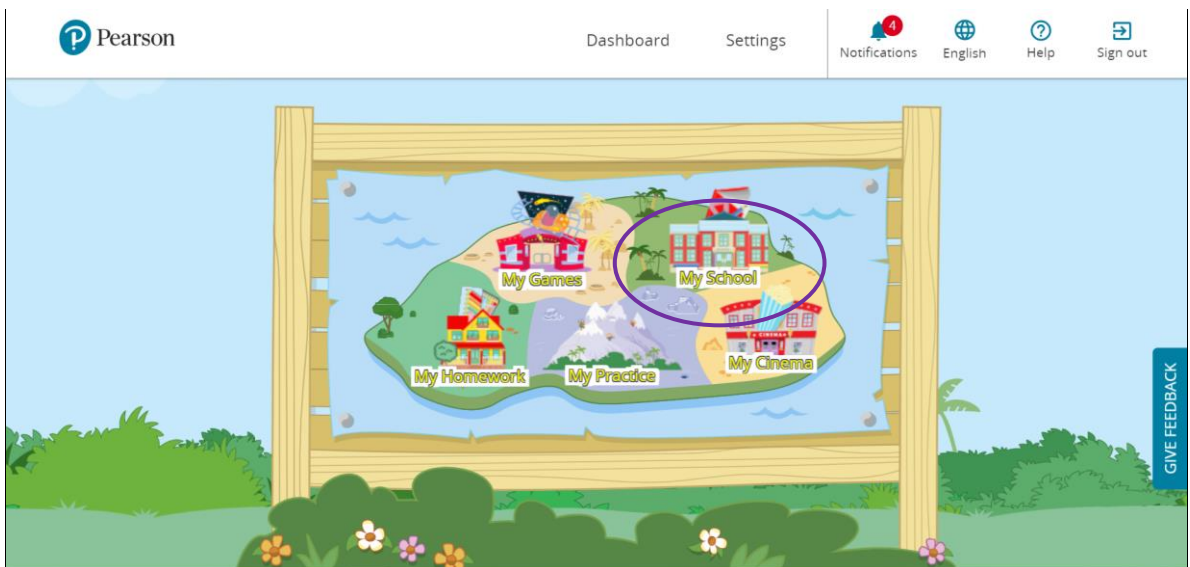 Pearson
Dashboard
Settings
4
Notifications
English
Help
Sign out
My Games
My School
CINEMA
My Homework
My Practice
My Cinema
GIVE FEEDBACK